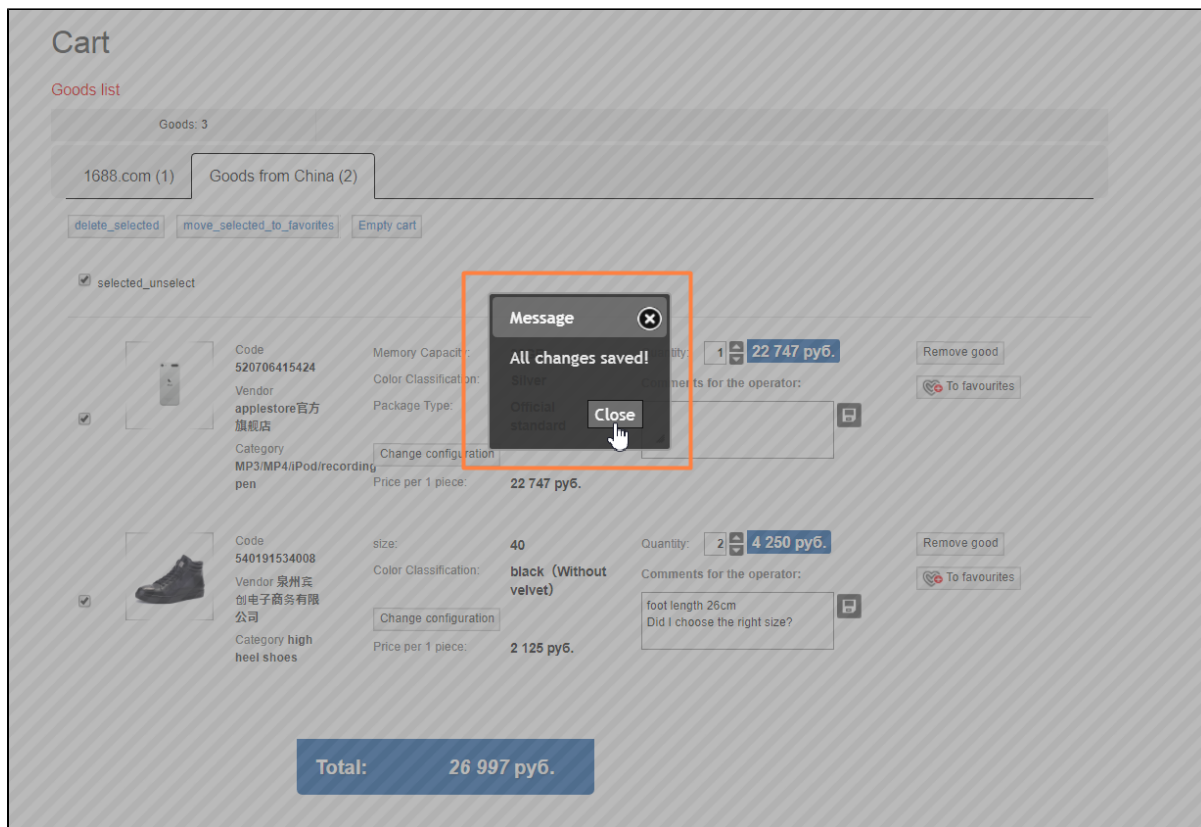 Cart
Goods list
Goods: 3
1688.com (1)
Goods from China (2)
delete_selected
move_selected_to_favorites
Empty cart
selected_unselect
Message
All changes saved!
Close
Code
520706415424
Vendor
applestore官方
旗舰店
Category
MP3/MP4/iPod/recording
pen
Memory Capacity:
Color Classification:
Silver
Package Type:
Official
standard
Change configuration
Price per 1 piece:
22 747 руб.
1
22 747 руб.
Comments for the operator:
Remove good
To favourites
Code
540191534008
Vendor 泉州宾
创电子商务有限
公司
Category high
heel shoes
size:
40
Color Classification:
black（Without
velvet）
Change configuration
Price per 1 piece:
2 125 руб.
Quantity:
2
4 250 руб.
Comments for the operator:
foot length 26cm
Did I choose the right size?
Remove good
To favourites
Total:
26 997 руб.